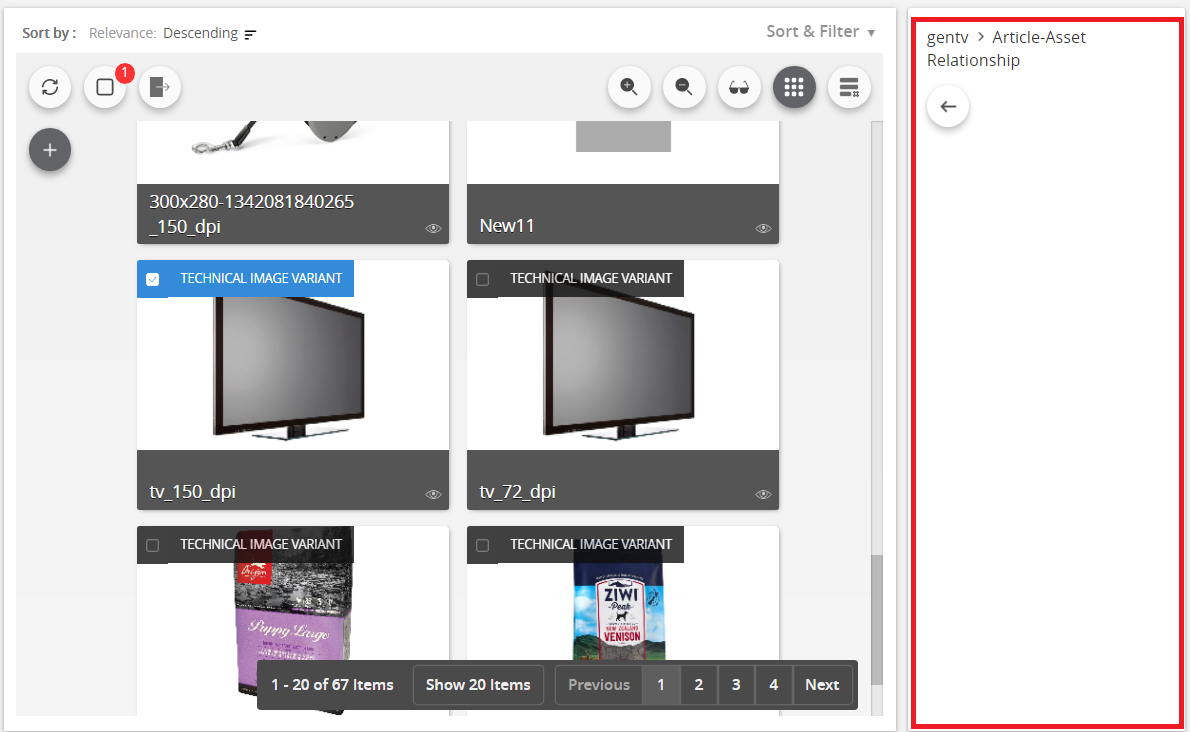 Sort by : Relevance: Descending
Sort & Filter ▾
1
300x280-1342081840265
_150_dpi
New11
TECHNICAL IMAGE VARIANT
TECHNICAL IMAGE VARIANT
tv_150_dpi
tv_72_dpi
TECHNICAL IMAGE VARIANT
TECHNICAL IMAGE VARIANT
Orijen
Puppy Large
ZIWI
Peak
NEW ZEALAND
VENISON
1 - 20 of 67 Items
Show 20 Items
Previous 1 2 3 4 Next
gentv > Article-Asset
Relationship